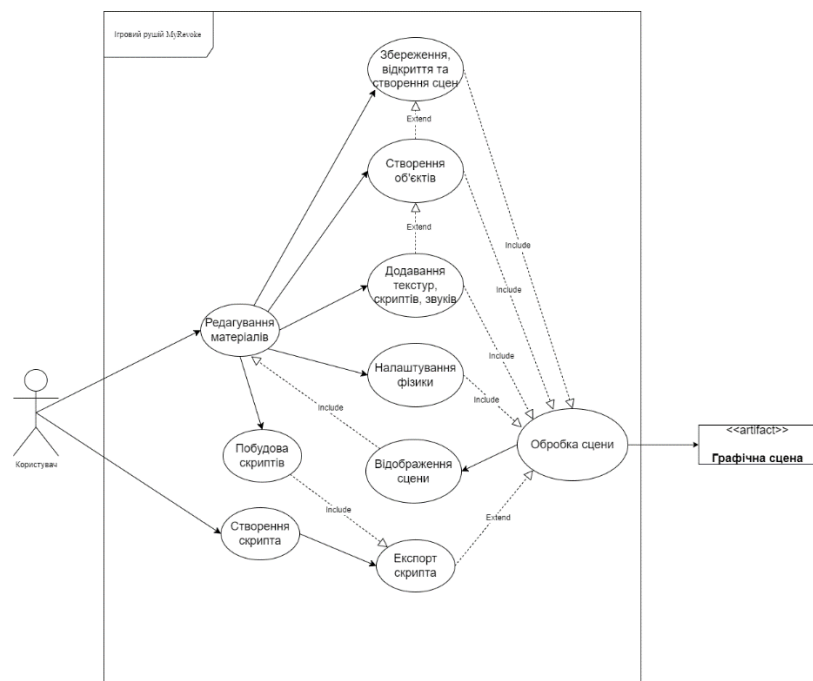 Ігровий рушій MyRevoke
Збереження,
відкриття та
створення сцен
Extend
Створення
об'єктів
Extend
Include
Include
Додавання
текстур,
скриптів, звуків
Редагування
матеріалів
Include
Налаштування
фізики
Include
Include
<<artifact>>
Графічна сцена
Обробка сцени
Користувач
Побудова
скриптів
Відображення
сцени
Include
Extend
Створення
скрипта
Експорт
скрипта